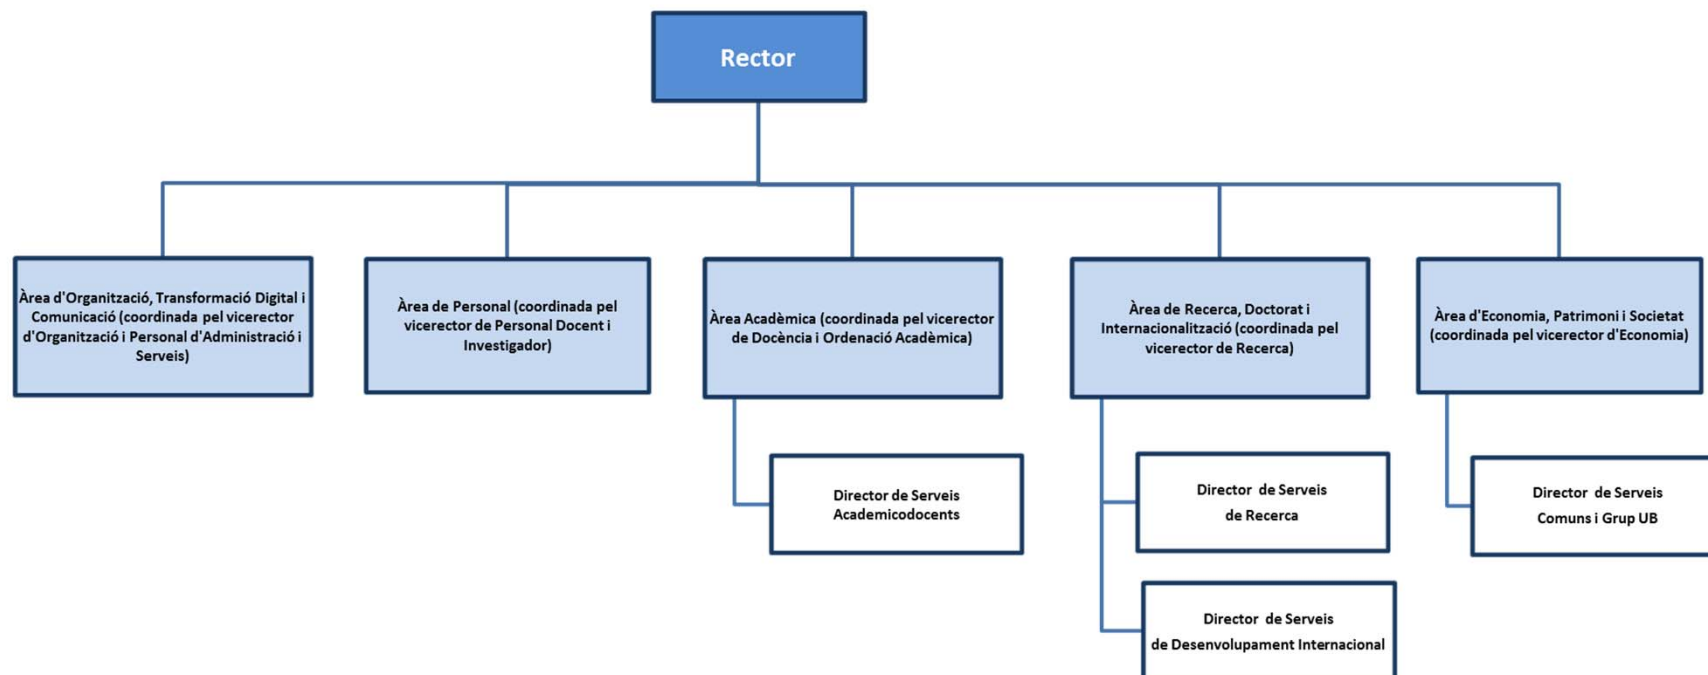 Rector
Àrea d'Organització, Transformació Digital i
Comunicació (coordinada pel vicerector
d'Organització i Personal d'Administració i
Serveis)
Àrea de Personal (coordinada pel
vicerector de Personal Docent i
Investigador)
Àrea Acadèmica (coordinada pel vicerector
de Docència i Ordenació Acadèmica)
Àrea de Recerca, Doctorat i
Internacionalització (coordinada pel
vicerector de Recerca)
Àrea d'Economia, Patrimoni i Societat
(coordinada pel vicerector d'Economia)
Director de Serveis
Academicodocents
Director de Serveis
de Recerca
Director de Serveis
Comuns i Grup UB
Director de Serveis
de Desenvolupament Internacional